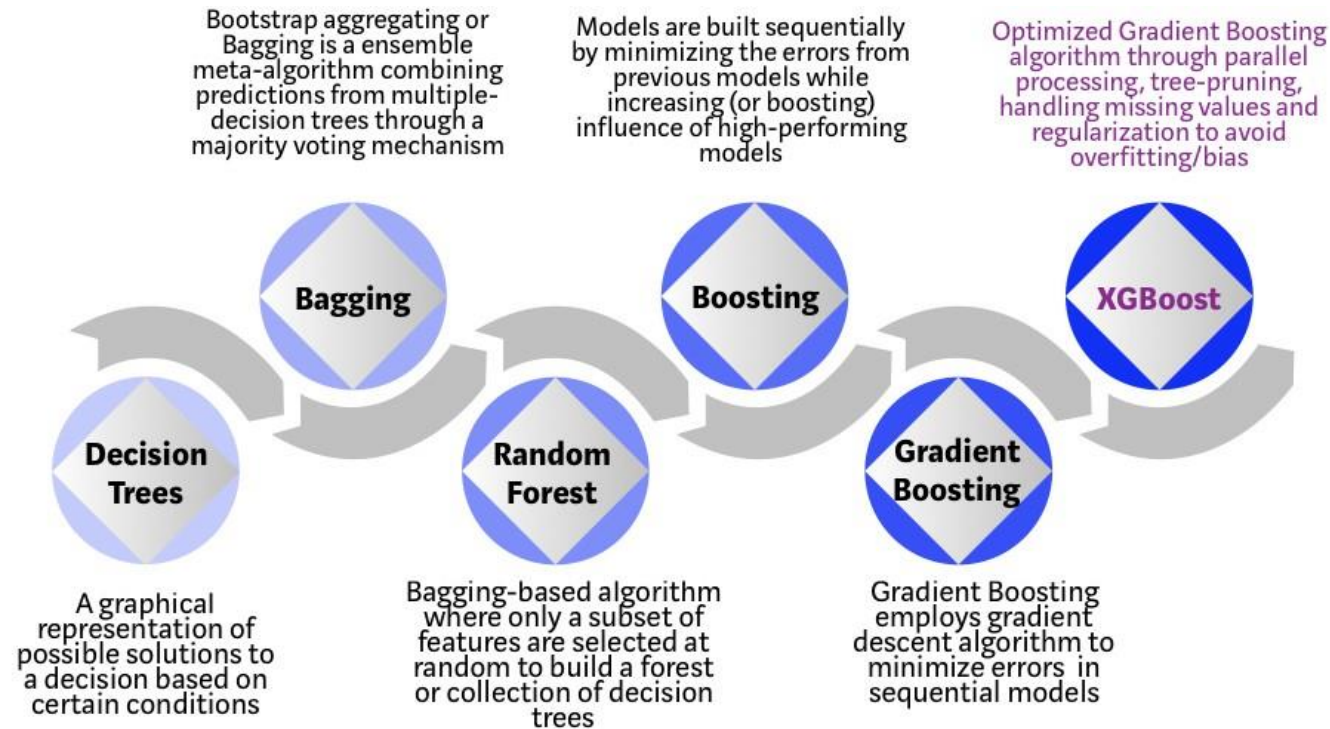 Bootstrap aggregating or
Bagging is a ensemble
meta-algorithm combining
predictions from multiple-
decision trees through a
majority voting mechanism
Models are built sequentially
by minimizing the errors from
previous models while
increasing (or boosting)
influence of high-performing
models
Optimized Gradient Boosting
algorithm through parallel
processing, tree-pruning,
handling missing values and
regularization to avoid
overfitting/bias
Bagging
Boosting
XGBoost
Decision
Trees
Random
Forest
Gradient
Boosting
A graphical
representation of
possible solutions to
a decision based on
certain conditions
Bagging-based algorithm
where only a subset of
features are selected at
random to build a forest
or collection of decision
trees
Gradient Boosting
employs gradient
descent algorithm to
minimize errors in
sequential models